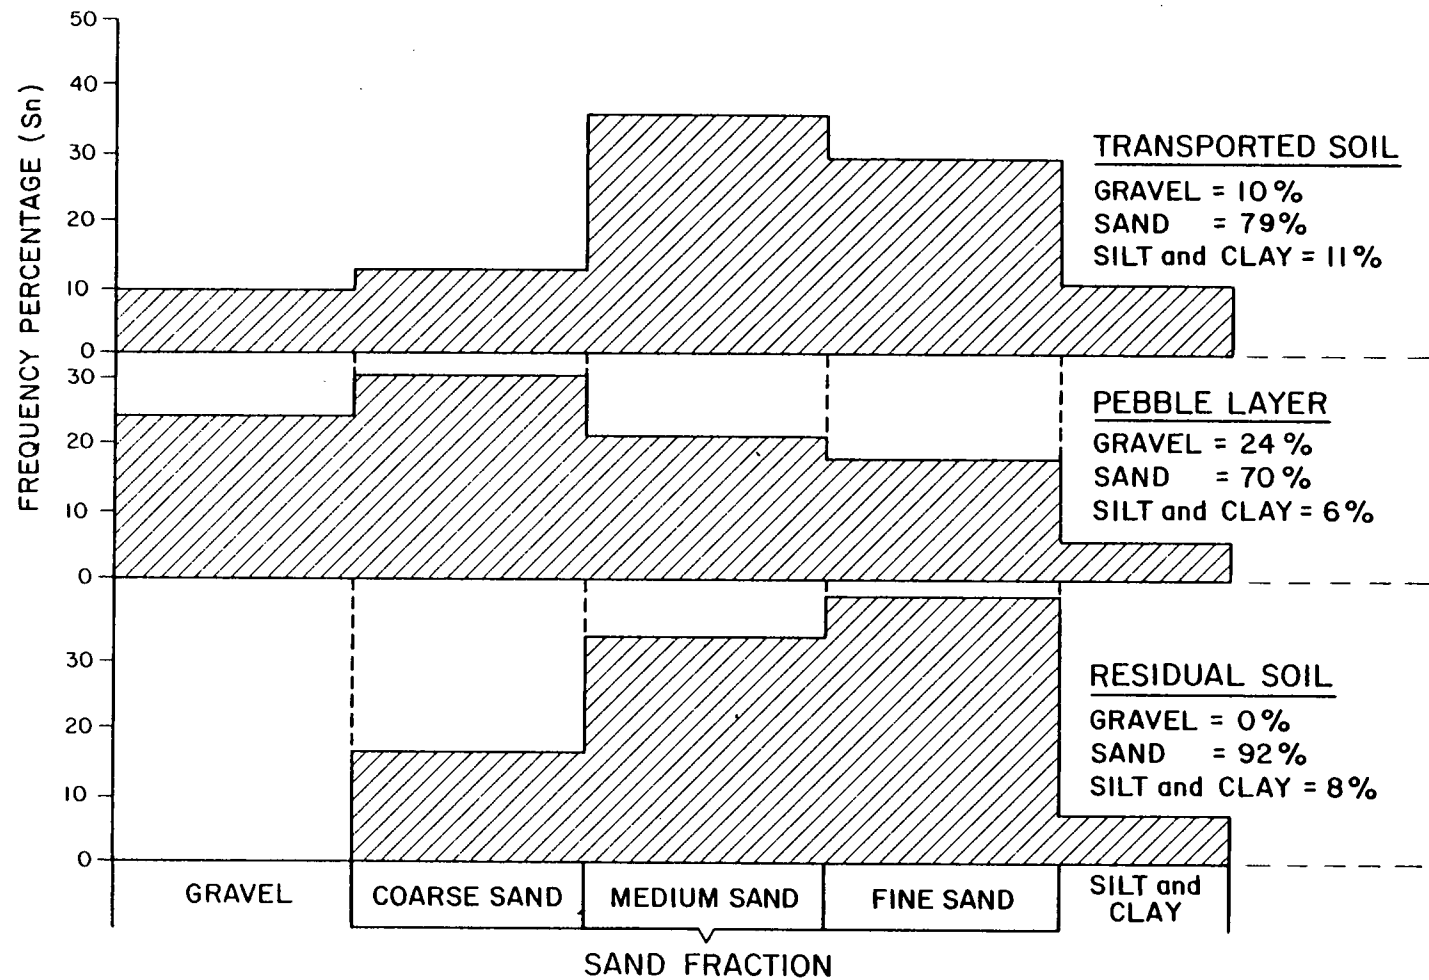 FREQUENCY PERCENTAGE (Sn)
50
40
30
20
10
0
30
20
10
0
30
20
10
0
TRANSPORTED SOIL
GRAVEL = 10%
SAND = 79%
SILT and CLAY = 11%
PEBBLE LAYER
GRAVEL = 24%
SAND = 70%
SILT and CLAY = 6%
RESIDUAL SOIL
GRAVEL = 0%
SAND = 92%
SILT and CLAY = 8%
GRAVEL
COARSE SAND
MEDIUM SAND
FINE SAND
SILT and
CLAY
SAND FRACTION